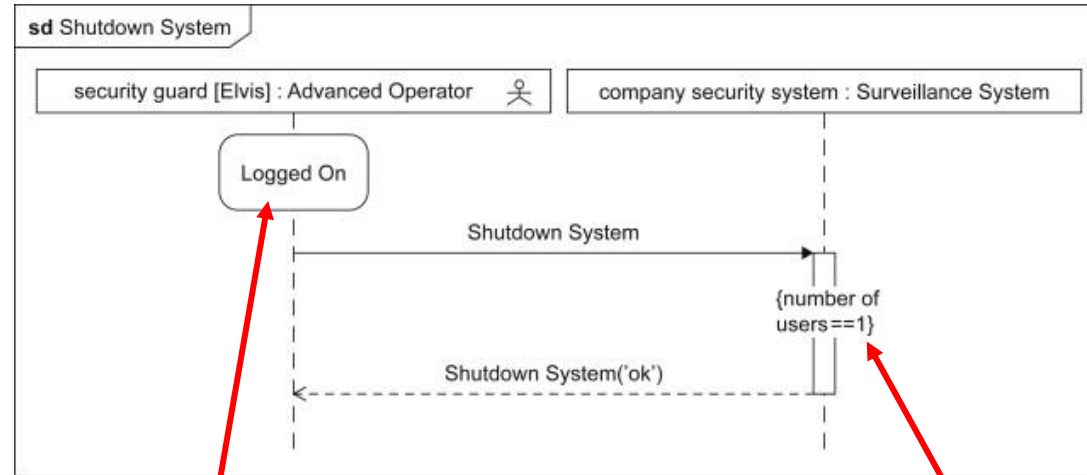 sd Shutdown System
security guard [Elvis] : Advanced Operator
company security system : Surveillance System
Logged On
Shutdown System
{number of
users==1}
Shutdown System('ok')